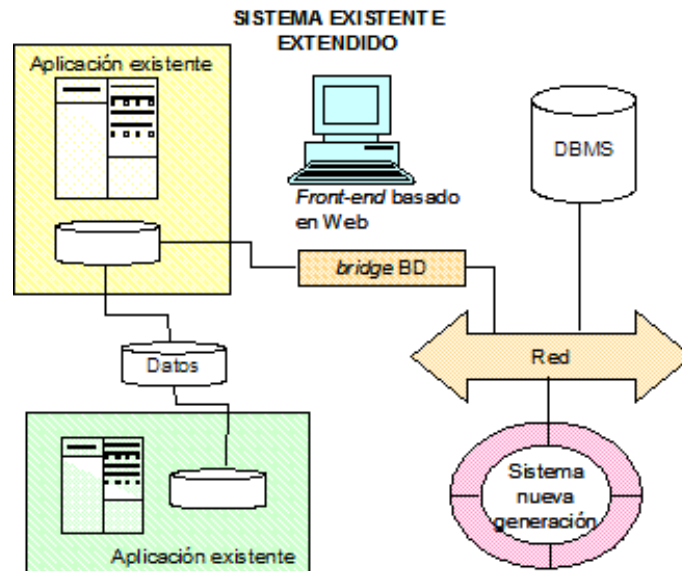 SISTEMA EXISTENTE
EXTENDIDO
Aplicación existente
DBMS
Front-end basado
en Web
bridge BD
Datos
Red
Sistema
nueva
generación
Aplicación existente